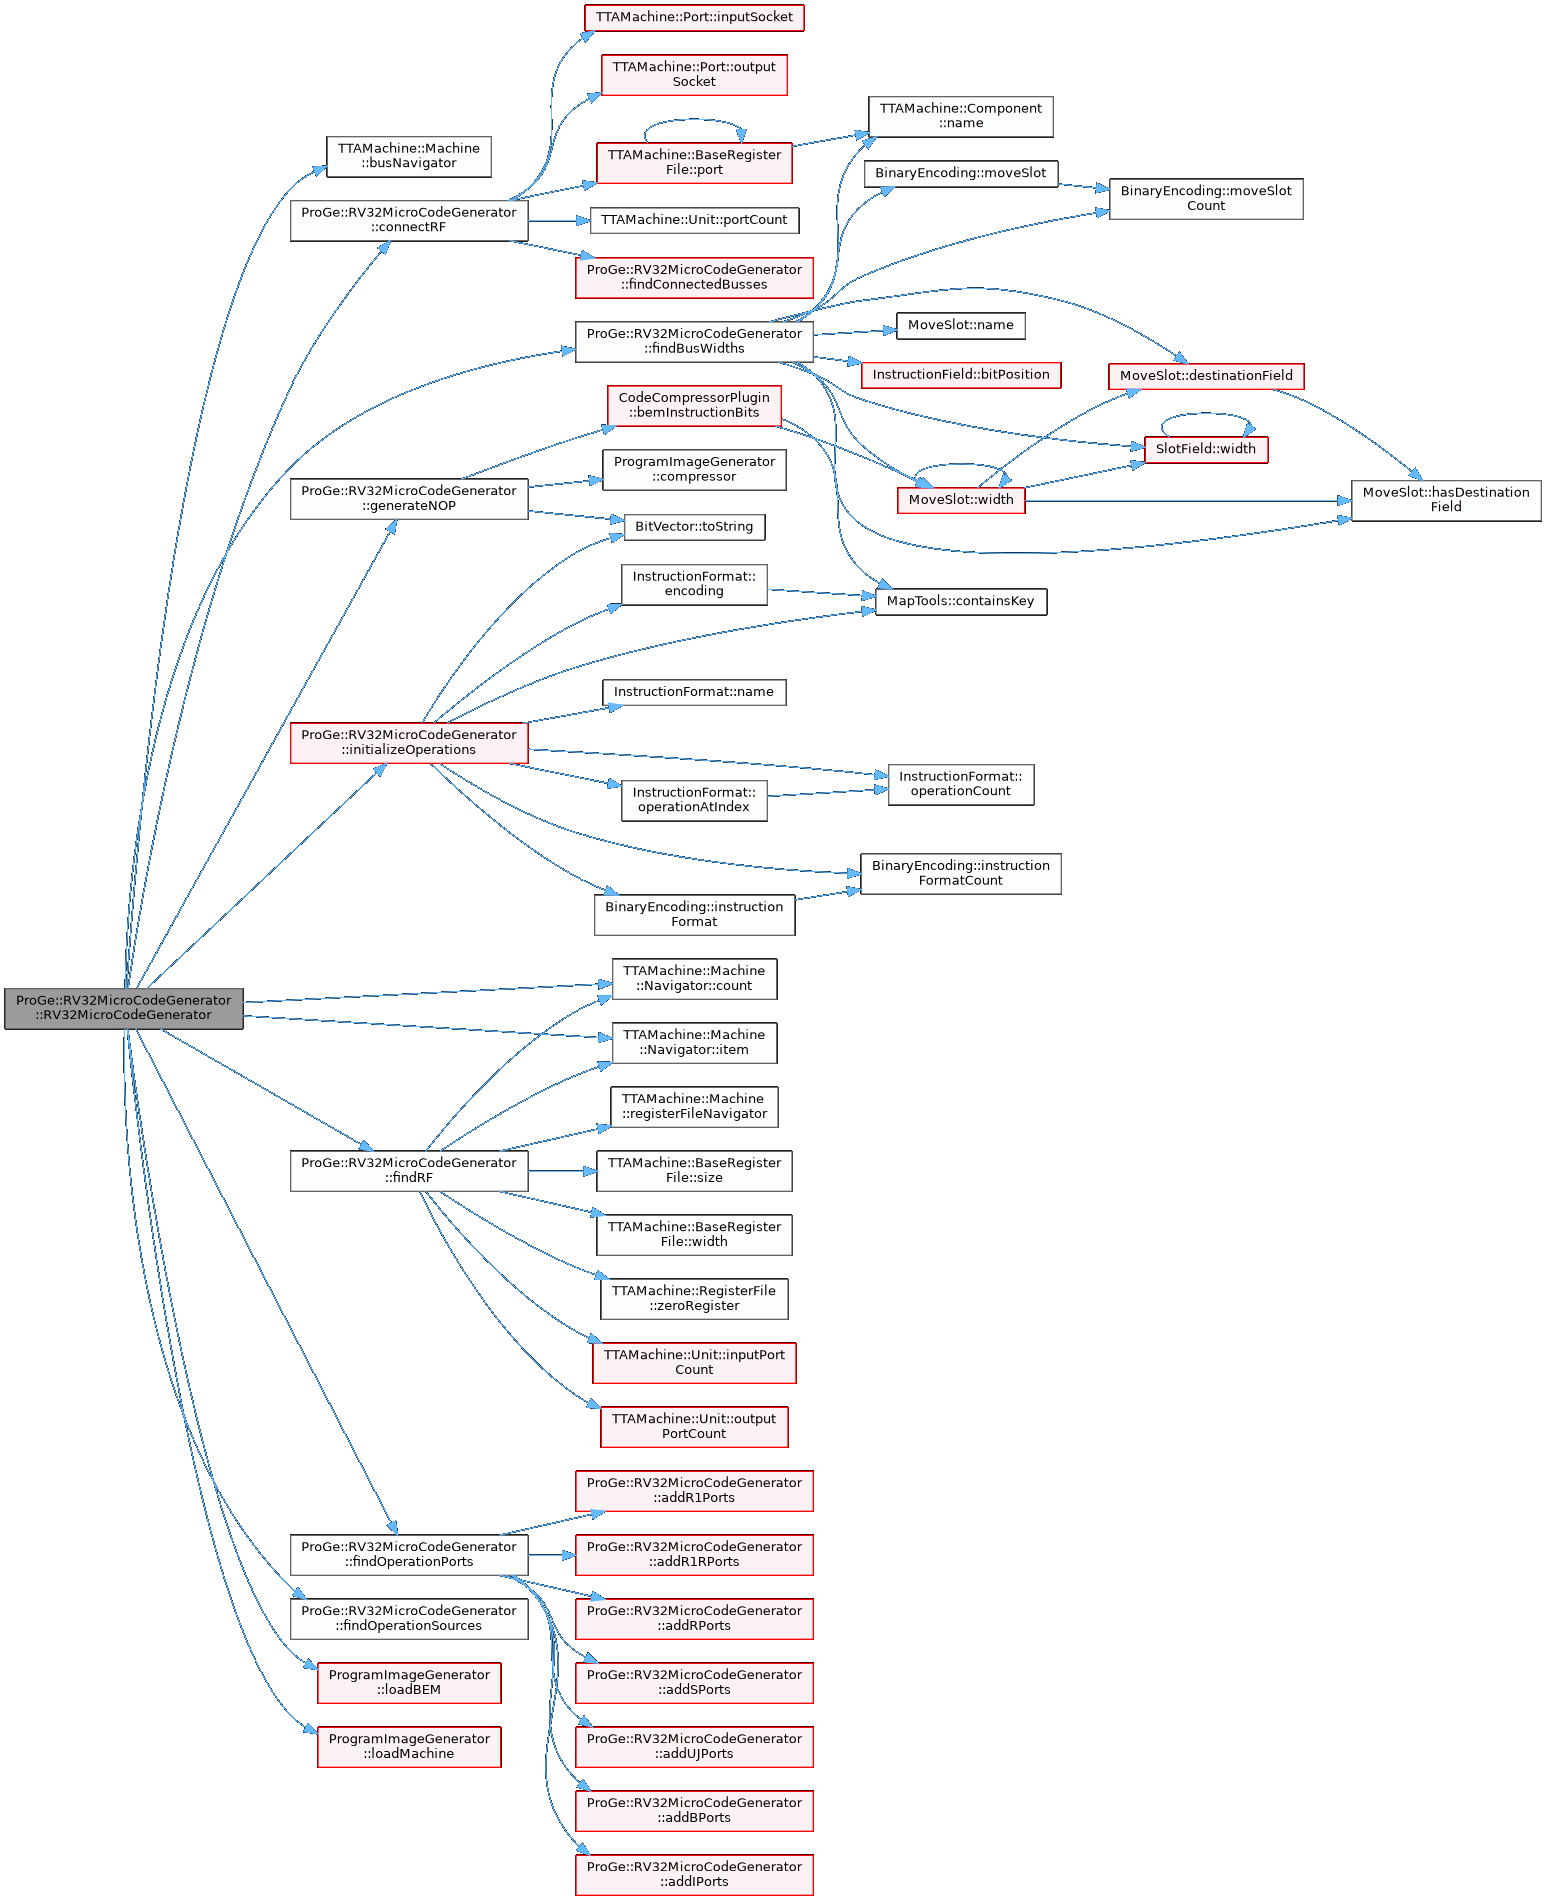 TTAMachine::Port::inputSocket
TTAMachine::Port::output
Socket
TTAMachine::Component
::name
TTAMachine::Machine
::busNavigator
TTAMachine::BaseRegister
File::port
BinaryEncoding::moveSlot
BinaryEncoding::moveSlot
Count
ProGe::RV32MicroCodeGenerator
::connectRF
TTAMachine::Unit::portCount
ProGe::RV32MicroCodeGenerator
::findConnectedBusses
MoveSlot::name
ProGe::RV32MicroCodeGenerator
::findBusWidths
InstructionField::bitPosition
MoveSlot::destinationField
CodeCompressorPlugin
::bemInstructionBits
SlotField::width
ProgramImageGenerator
::compressor
ProGe::RV32MicroCodeGenerator
::generateNOP
MoveSlot::width
MoveSlot::hasDestination
Field
BitVector::toString
InstructionFormat::
encoding
MapTools::containsKey
InstructionFormat::name
ProGe::RV32MicroCodeGenerator
::initializeOperations
InstructionFormat::
operationCount
InstructionFormat::
operationAtIndex
BinaryEncoding::instruction
FormatCount
BinaryEncoding::instruction
Format
TTAMachine::Machine
::Navigator::count
ProGe::RV32MicroCodeGenerator
::RV32MicroCodeGenerator
TTAMachine::Machine
::Navigator::item
TTAMachine::Machine
::registerFileNavigator
ProGe::RV32MicroCodeGenerator
::findRF
TTAMachine::BaseRegister
File::size
TTAMachine::BaseRegister
File::width
TTAMachine::RegisterFile
::zeroRegister
TTAMachine::Unit::inputPort
Count
TTAMachine::Unit::output
PortCount
ProGe::RV32MicroCodeGenerator
::addR1Ports
ProGe::RV32MicroCodeGenerator
::findOperationPorts
ProGe::RV32MicroCodeGenerator
::addR1RPorts
ProGe::RV32MicroCodeGenerator
::findOperationSources
ProGe::RV32MicroCodeGenerator
::addRPorts
ProgramImageGenerator
::loadBEM
ProGe::RV32MicroCodeGenerator
::addSPorts
ProgramImageGenerator
::loadMachine
ProGe::RV32MicroCodeGenerator
::addUJPorts
ProGe::RV32MicroCodeGenerator
::addBPorts
ProGe::RV32MicroCodeGenerator
::addIPorts